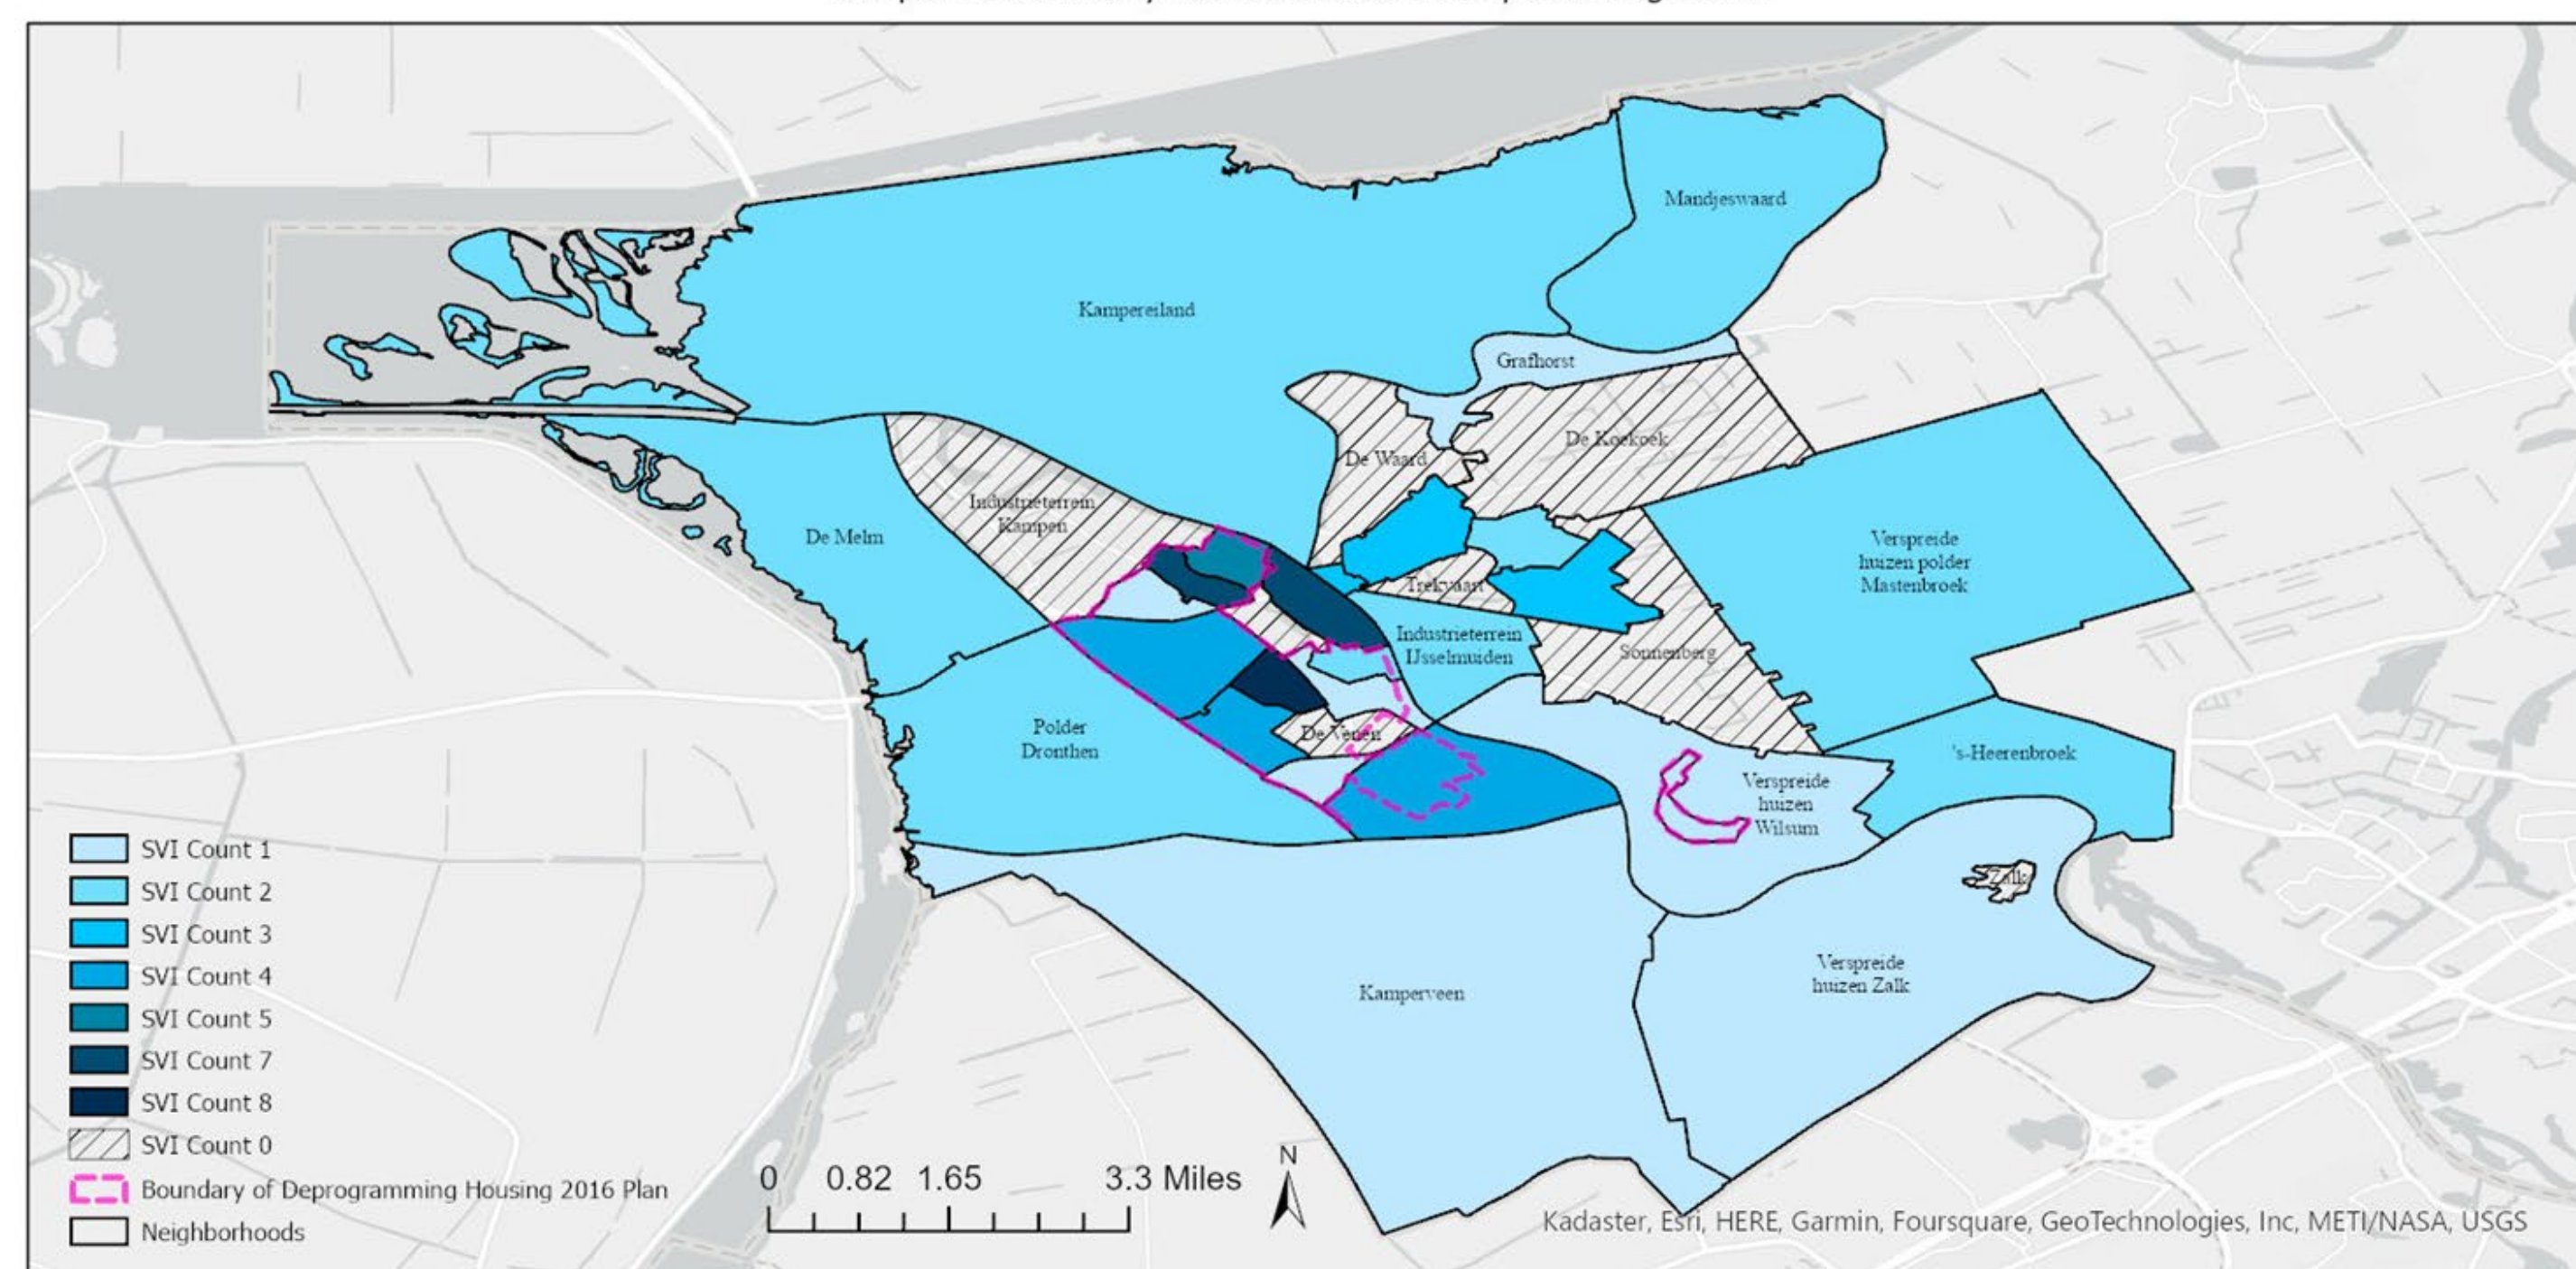 Mandjeswaard
Kampereiland
Grafhorst
De Koekoek
De Waard
Industrieterrein
Kampen
De Melm
Verspreide
huizen polder
Mastenbroek
Trekvaart
Industrieterrein
IJsselmuiden
Sonnenberg
Polder
Dronthen
De Venen
's-Heerenbroek
Verspreide
huizen
Wilsum
Zalk
Verspreide
huizen Zalk
Kamperveen
SVI Count 1
SVI Count 2
SVI Count 3
SVI Count 4
SVI Count 5
SVI Count 7
SVI Count 8
SVI Count 0
Boundary of Deprogramming Housing 2016 Plan
Neighborhoods
0 0.82 1.65 3.3 Miles
N
Kadaster, Esri, HERE, Garmin, Foursquare, GeoTechnologies, Inc, METI/NASA, USGS